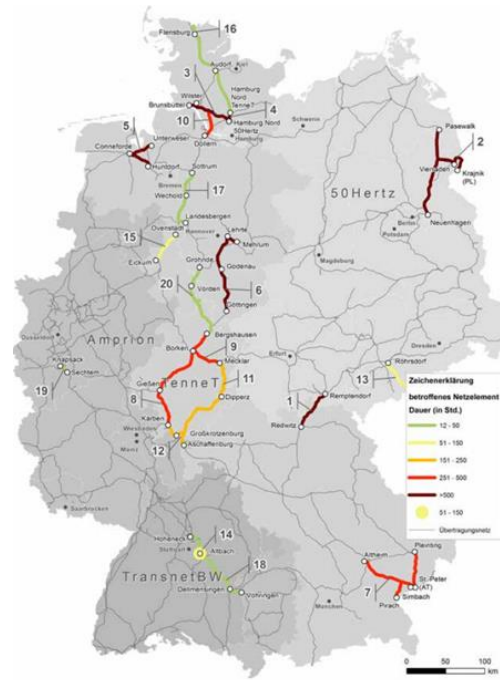 16
Flensburg
Audorf
Kiel
3
Wilster
Hamburg
Nord
TenneT
Brunsbüttel
4
10
Hamburg Nord
50Hertz
Hamburg
Dollern
Schwerin
5
Unterweser
Conneforde
Huntdorf
Sottrum
Bremen
17
Wechold
Pasewalk
2
Vierraden
Krajnik
(PL)
50Hertz
Neuenhagen
Berlin
Potsdam
Landesbergen
Ovenstädt
Hannover
15
Lehrte
Mehrum
Eickum
Grohnde
Godenau
Magdeburg
20
Vörden
6
Göttingen
Bergshausen
Düsseldorf
Amprion
Borken
9
Mecklar
Erfurt
Dresden
Röhrsdorf
Knapsack
Sechtem
19
TenneT
Gießen
11
8
Dipperz
1
Remptendorf
13
Karben
Redwitz
Wiesbaden
Großkrotzenburg
12
Aschaffenburg
Mainz
Saarbrücken
Zeichenerklärung
betroffenes Netzelement
Dauer (in Std.)
12 - 50
51 - 150
151 - 250
251 - 500
>500
51 - 150
Übertragungsnetz
Hoheneck
14
Stuttgart
Altbach
TransnetBW
18
Dellmensingen
Vöhringen
Pleinting
Altheim
St. Peter
(AT)
7
Simbach
Pirach
München
0
50
100
km